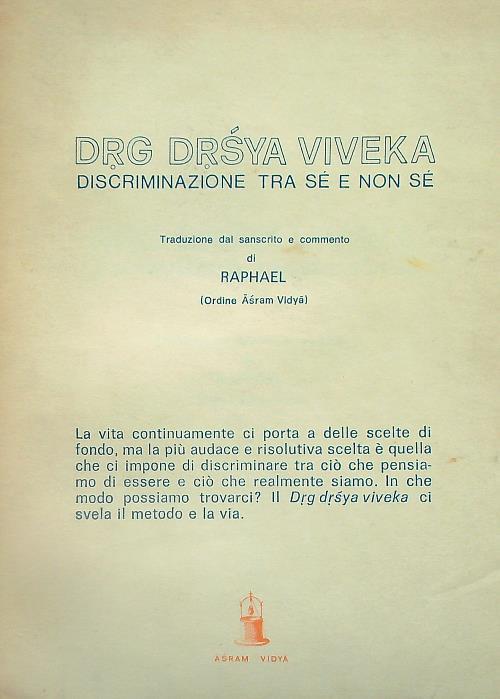 DṚG DṚŚYA VIVEKA
DISCRIMINAZIONE TRA SÉ E NON SÉ
Traduzione dal sanscrito e commento
di
RAPHAEL
(Ordine Āśram Vidyā)
La vita continuamente ci porta a delle scelte di
fondo, ma la più audace e risolutiva scelta è quella
che ci impone di discriminare tra ciò che pensia-
mo di essere e ciò che realmente siamo. In che
modo possiamo trovarci? Il Dṛg dṛśya viveka ci
svela il metodo e la via.
ĀŚRAM VIDYĀ